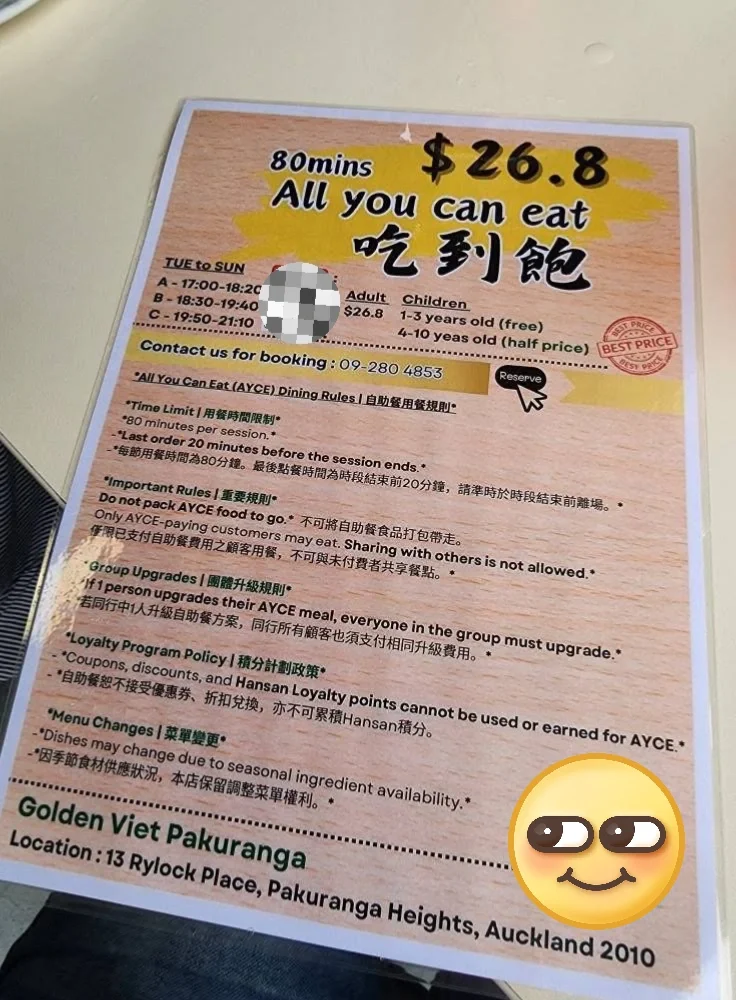 80mins $26.8
All you can eat
吃到飽
TUE to SUN
A - 17:00-18:20
B - 18:30-19:40
C - 19:50-21:10
Adult
$26.8
Children
1-3 years old (free)
4-10 yeas old (half price)
BEST PRICE
BEST PRICE
BEST PRICE
Contact us for booking : 09-280 4853
Reserve
*All You Can Eat (AYCE) Dining Rules | 自助餐用餐規則*
*Time Limit | 用餐時間限制*
*80 minutes per session.*
-*Last order 20 minutes before the session ends.*
-*每節用餐時間為80分鐘。最後點餐時間為時段結束前20分鐘，請準時於時段結束前離場。*
*Important Rules | 重要規則*
Do not pack AYCE food to go.* 不可將自助餐食品打包帶走。
Only AYCE-paying customers may eat. Sharing with others is not allowed.*
僅限已支付自助餐費用之顧客用餐，不可與未付費者共享餐點。*
*Group Upgrades | 團體升級規則*
*If 1 person upgrades their AYCE meal, everyone in the group must upgrade.*
*若同行中1人升級自助餐方案，同行所有顧客也須支付相同升級費用。*
*Loyalty Program Policy | 積分計劃政策*
- *Coupons, discounts, and Hansan Loyalty points cannot be used or earned for AYCE.*
- *自助餐恕不接受優惠券、折扣兌換，亦不可累積Hansan積分。
*Menu Changes | 菜單變更*
-*Dishes may change due to seasonal ingredient availability.*
-*因季節食材供應狀況，本店保留調整菜單權利。*
Golden Viet Pakuranga
Location : 13 Rylock Place, Pakuranga Heights, Auckland 2010